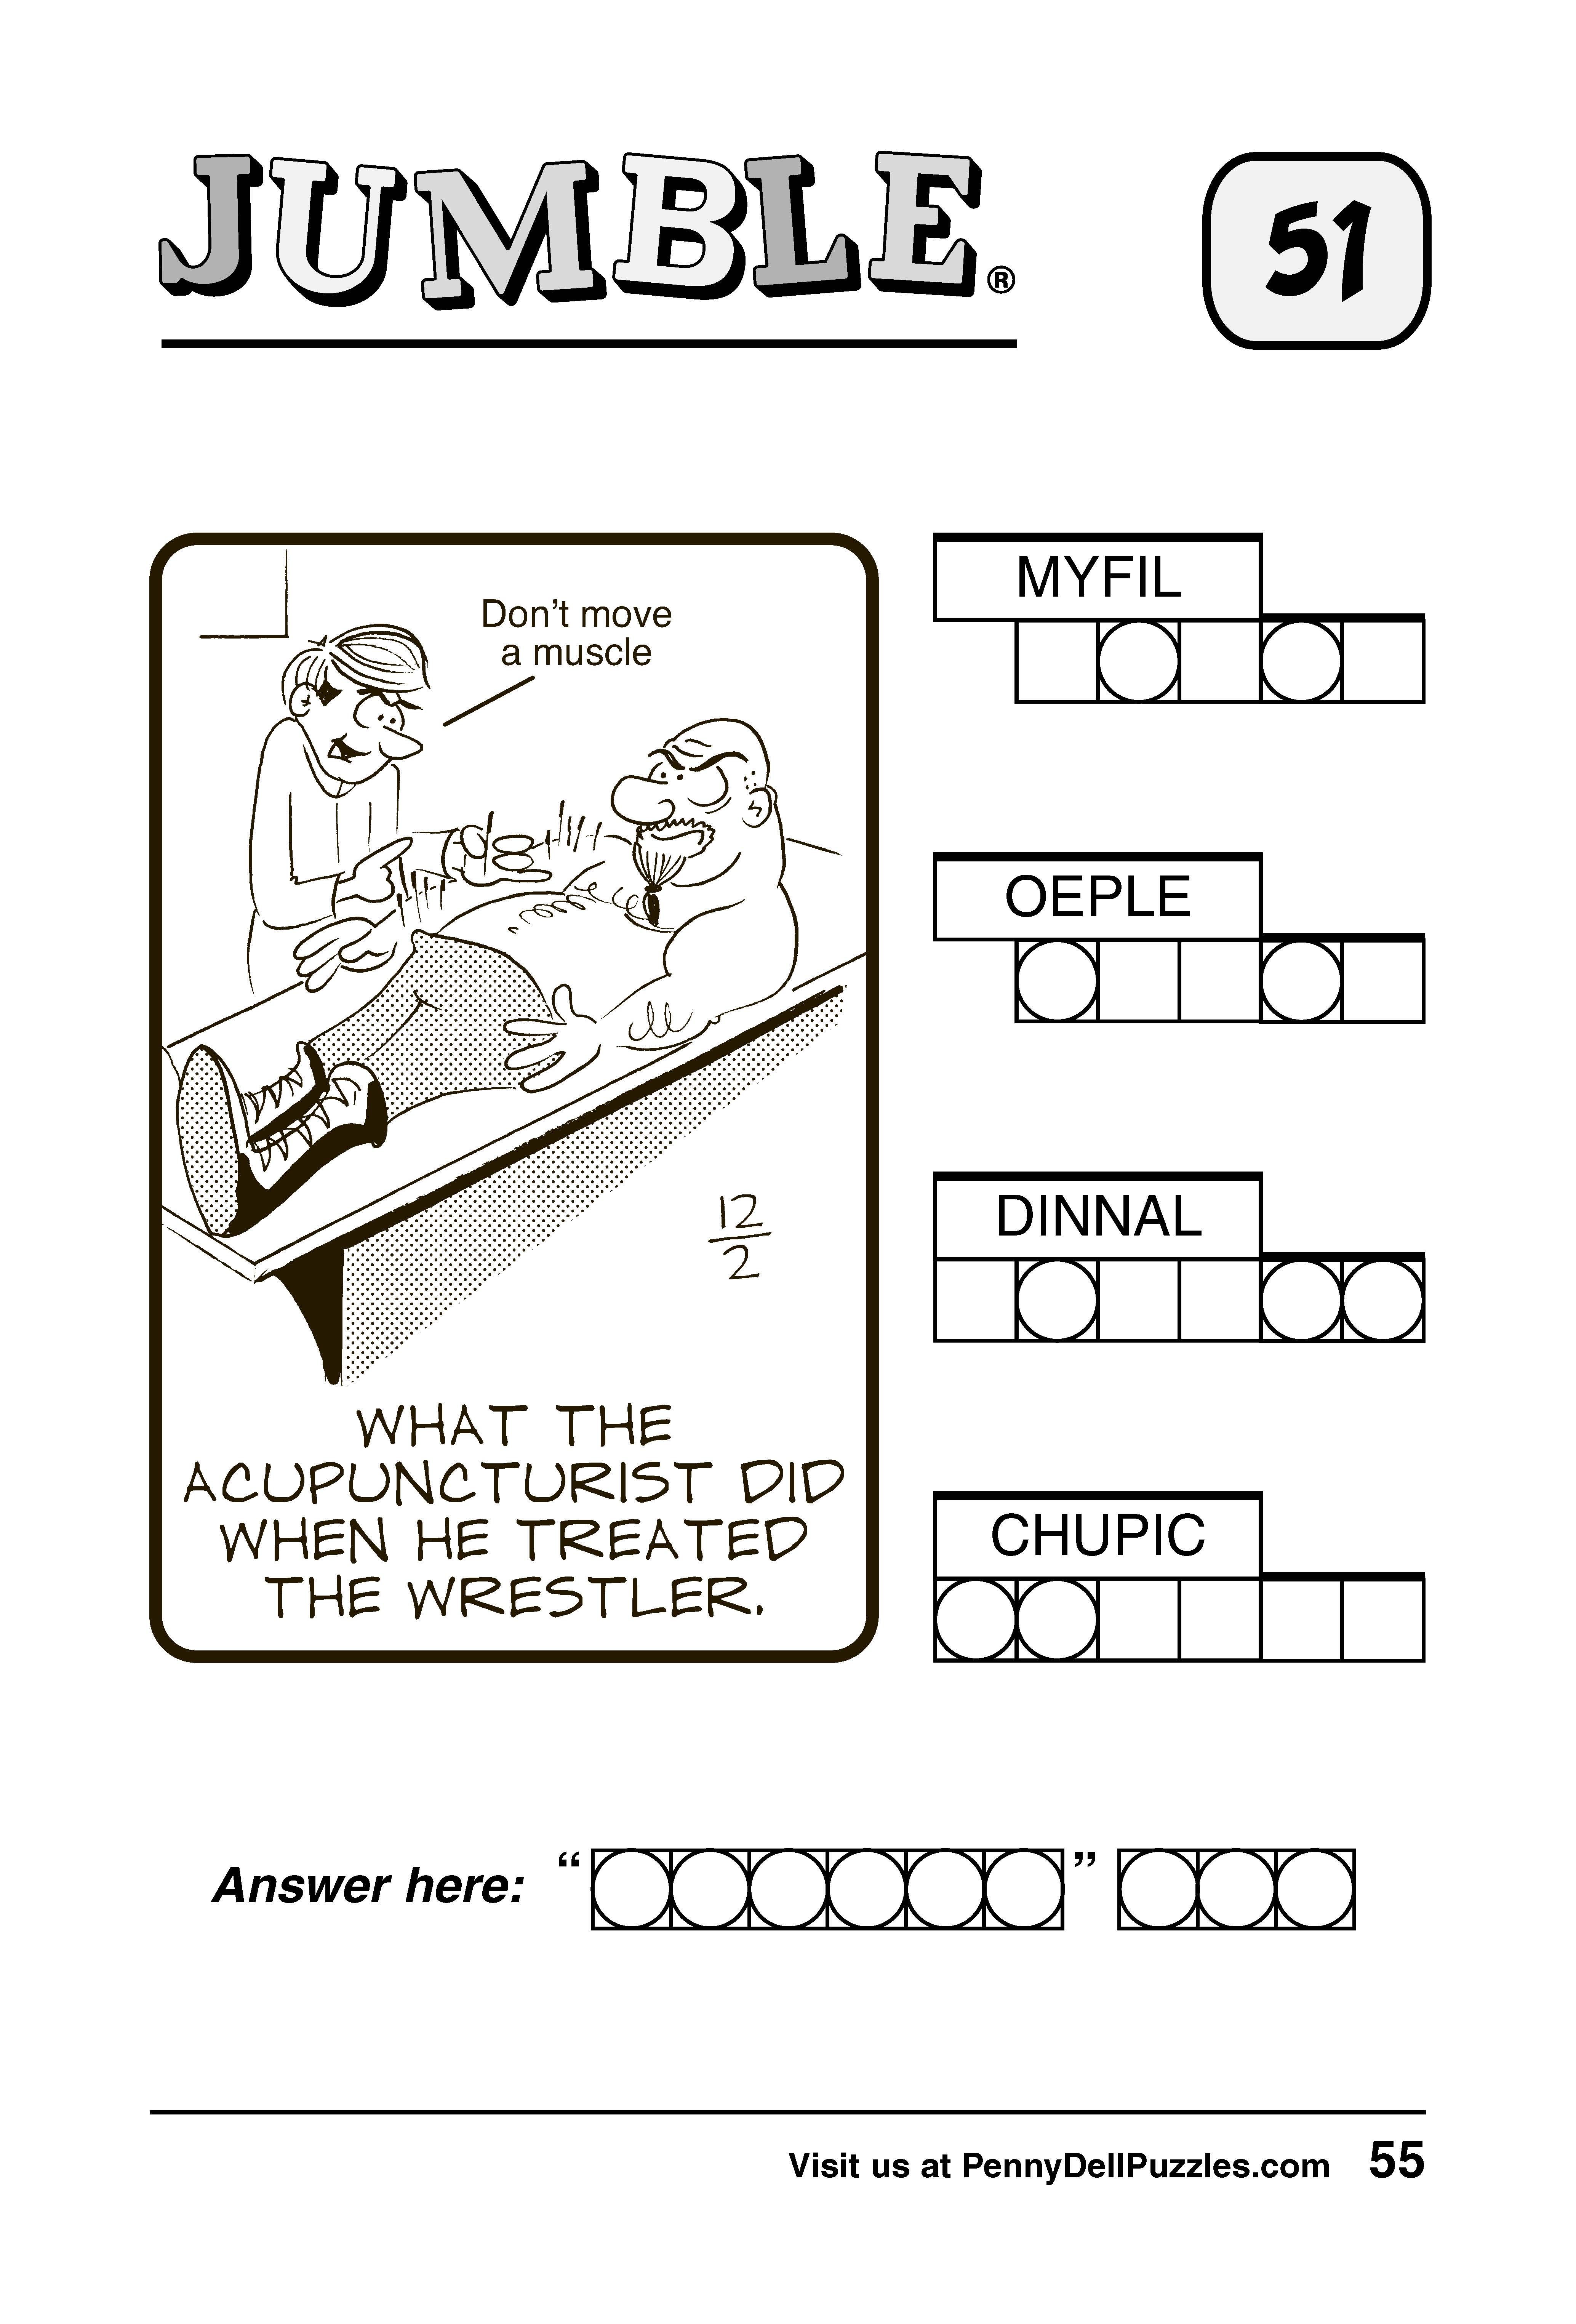 JUMBLE®
51
Don't move
a muscle
12
2
WHAT THE
ACUPUNCTURIST DID
WHEN HE TREATED
THE WRESTLER.
MYFIL
OEPLE
DINNAL
CHUPIC
Answer here: “ ”
Visit us at PennyDellPuzzles.com 55